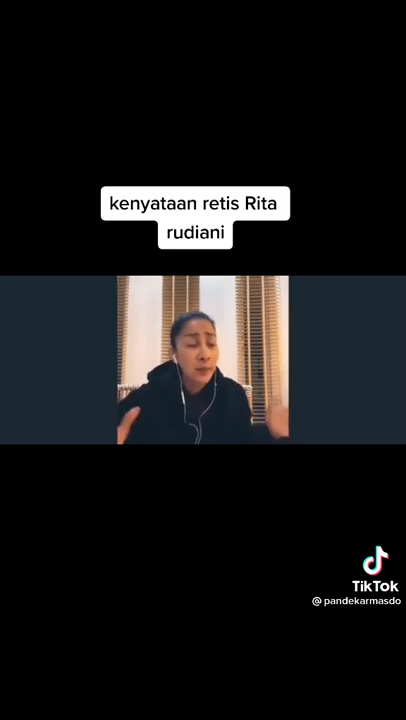 kenyataan retis Rita
rudiani
TikTok
@ pandekarmasdo